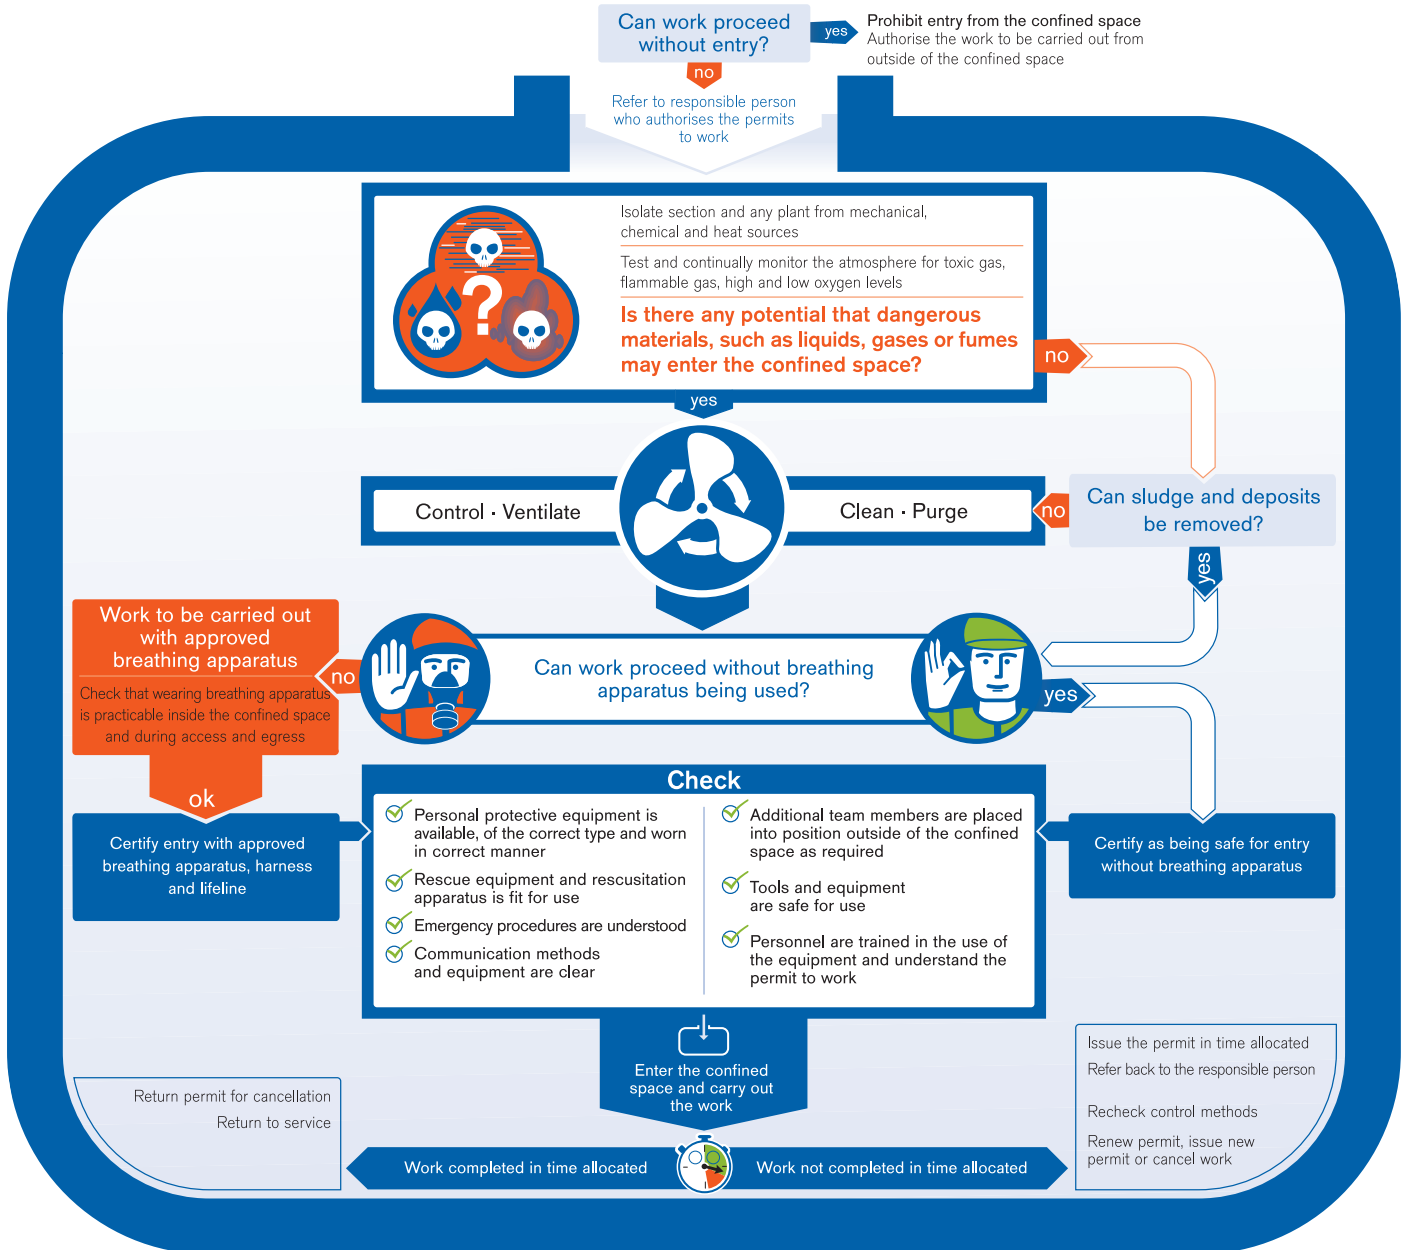 Can work proceed
without entry?
yes
Prohibit entry from the confined space
Authorise the work to be carried out from
outside of the confined space
no
Refer to responsible person
who authorises the permits
to work
Isolate section and any plant from mechanical,
chemical and heat sources
Test and continually monitor the atmosphere for toxic gas,
flammable gas, high and low oxygen levels
?
Is there any potential that dangerous
materials, such as liquids, gases or fumes
may enter the confined space?
no
yes
Control · Ventilate
Clean · Purge
no
Can sludge and deposits
be removed?
yes
Work to be carried out
with approved
breathing apparatus
Check that wearing breathing apparatus
is practicable inside the confined space
and during access and egress
no
Can work proceed without breathing
apparatus being used?
yes
ok
Certify entry with approved
breathing apparatus, harness
and lifeline
Check
Personal protective equipment is
available, of the correct type and worn
in correct manner
Rescue equipment and rescusitation
apparatus is fit for use
Emergency procedures are understood
Communication methods
and equipment are clear
Additional team members are placed
into position outside of the confined
space as required
Tools and equipment
are safe for use
Personnel are trained in the use of
the equipment and understand the
permit to work
Certify as being safe for entry
without breathing apparatus
Enter the confined
space and carry out
the work
Return permit for cancellation
Return to service
Work completed in time allocated
Work not completed in time allocated
Issue the permit in time allocated
Refer back to the responsible person
Recheck control methods
Renew permit, issue new
permit or cancel work